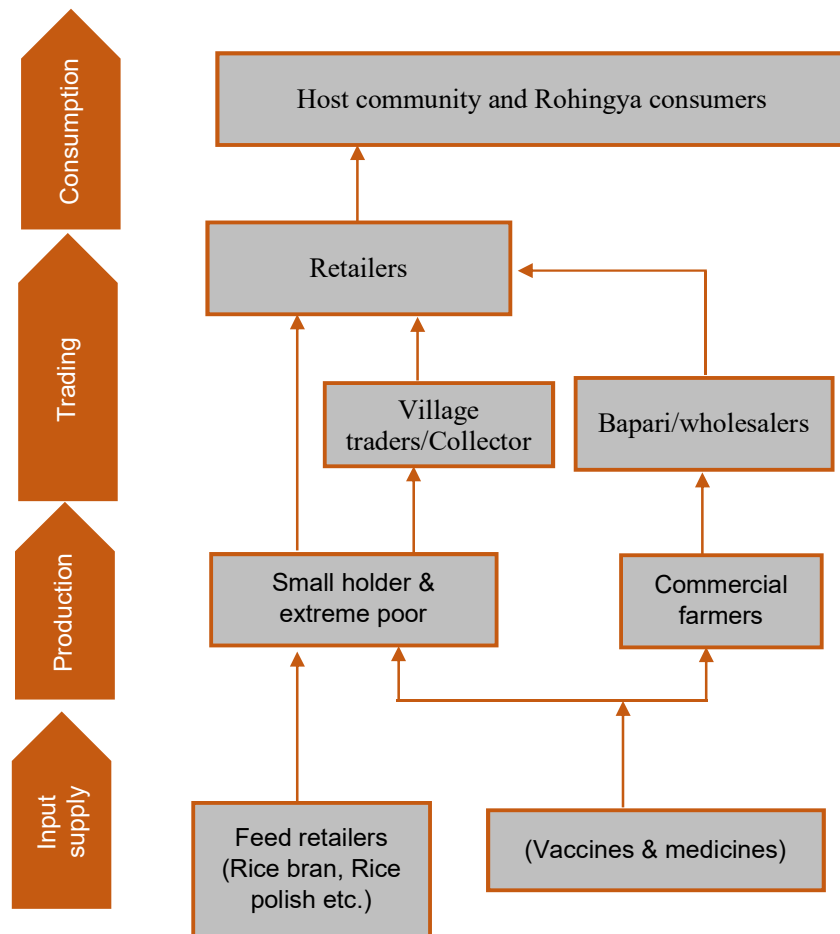 Consumption
Host community and Rohingya consumers
Trading
Retailers
Village
traders/Collector
Bapari/wholesalers
Production
Small holder &
extreme poor
Commercial
farmers
Input
supply
Feed retailers
(Rice bran, Rice
polish etc.)
(Vaccines & medicines)